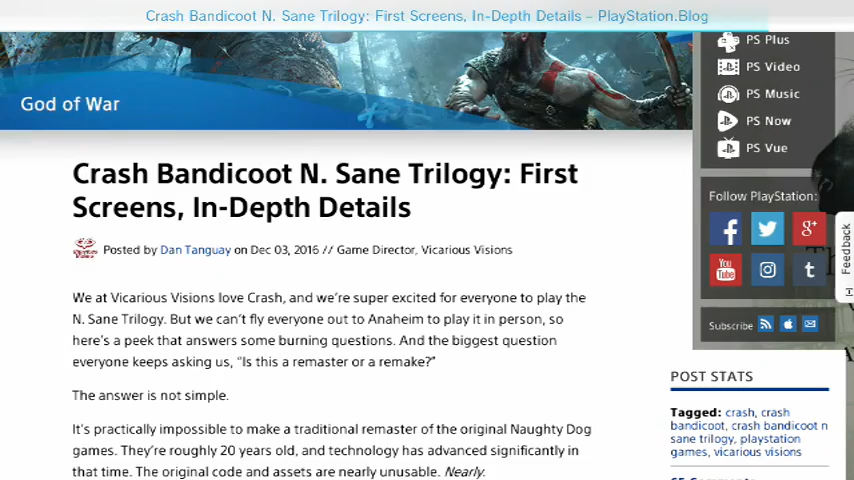 Crash Bandicoot N. Sane Trilogy: First Screens, In-Depth Details – PlayStation.Blog
God of War
PS Plus
PS Video
PS Music
PS Now
PS Vue
Crash Bandicoot N. Sane Trilogy: First
Screens, In-Depth Details
Posted by Dan Tanguay on Dec 03, 2016 // Game Director, Vicarious Visions
We at Vicarious Visions love Crash, and we're super excited for everyone to play the
N. Sane Trilogy. But we can't fly everyone out to Anaheim to play it in person, so
here's a peek that answers some burning questions. And the biggest question
everyone keeps asking us, "Is this a remaster or a remake?"
The answer is not simple.
It's practically impossible to make a traditional remaster of the original Naughty Dog
games. They're roughly 20 years old, and technology has advanced significantly in
that time. The original code and assets are nearly unusable. Nearly.
Follow PlayStation:
f
g+
You
Tube
t
Feedback
Subscribe
POST STATS
Tagged: crash, crash
bandicoot, crash bandicoot n
sane trilogy, playstation
games, vicarious visions